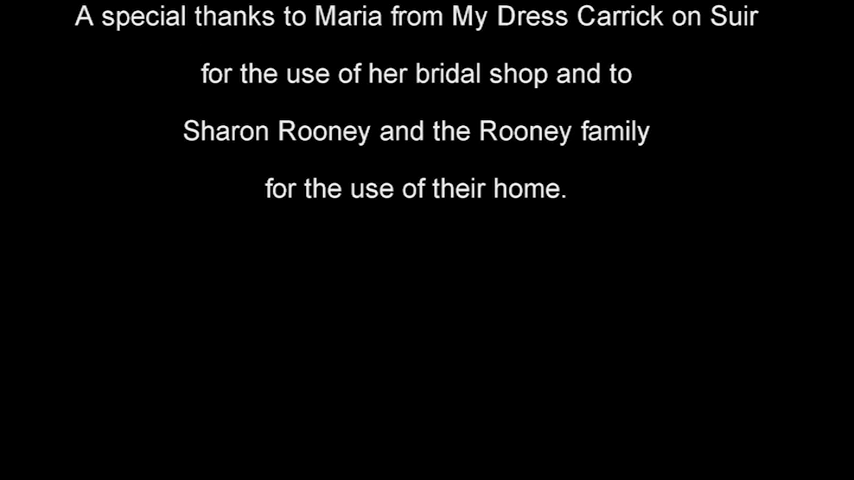 A special thanks to Maria from My Dress Carrick on Suir
for the use of her bridal shop and to
Sharon Rooney and the Rooney family
for the use of their home.